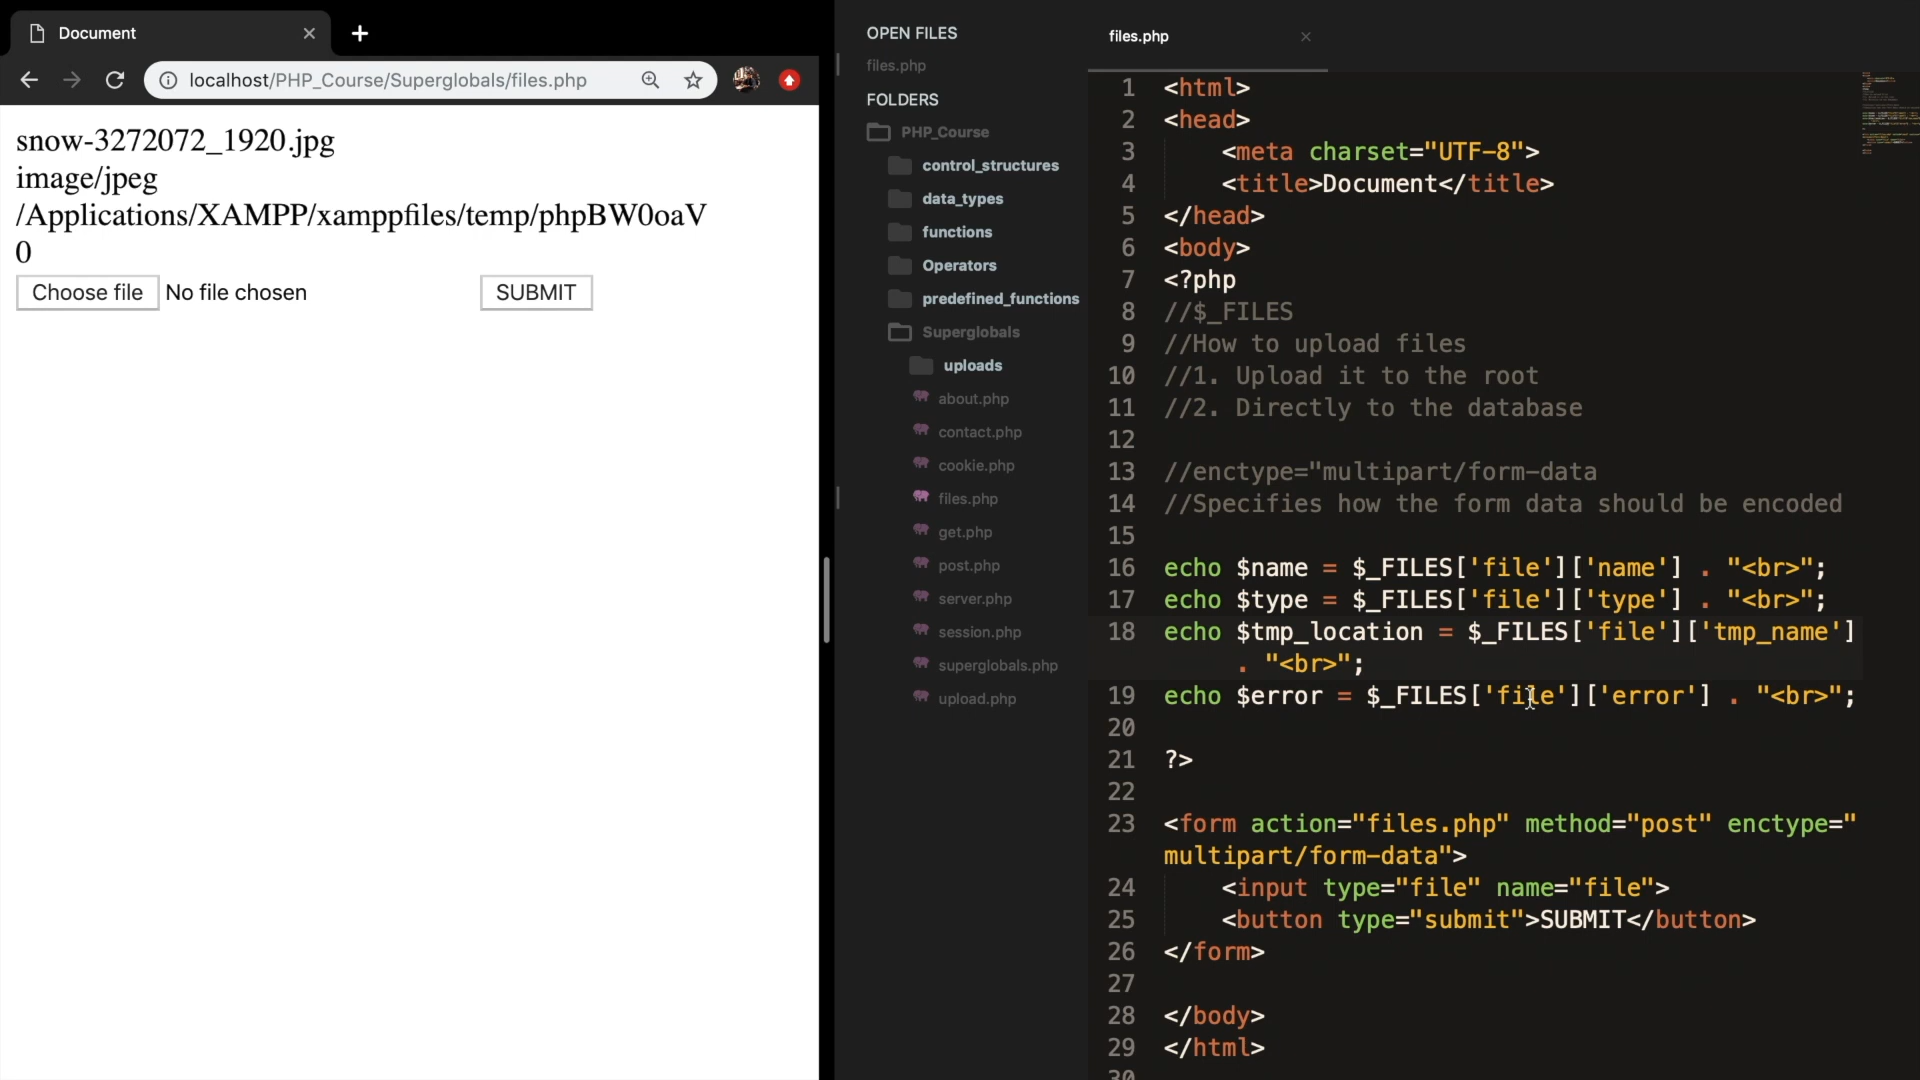 Document
localhost/PHP_Course/Superglobals/files.php
snow-3272072_1920.jpg
image/jpeg
/Applications/XAMPP/xamppfiles/temp/phpBW0oaV
0
Choose file No file chosen SUBMIT
OPEN FILES
files.php
FOLDERS
PHP_Course
control_structures
data_types
functions
Operators
predefined_functions
Superglobals
uploads
about.php
contact.php
cookie.php
files.php
get.php
post.php
server.php
session.php
superglobals.php
upload.php
files.php
1 <html>
2 <head>
3 <meta charset="UTF-8">
4 <title>Document</title>
5 </head>
6 <body>
7 <?php
8 //$_FILES
9 //How to upload files
10 //1. Upload it to the root
11 //2. Directly to the database
12
13 //enctype="multipart/form-data
14 //Specifies how the form data should be encoded
15
16 echo $name = $_FILES['file']['name'] . "<br>";
17 echo $type = $_FILES['file']['type'] . "<br>";
18 echo $tmp_location = $_FILES['file']['tmp_name']
. "<br>";
19 echo $error = $_FILES['file']['error'] . "<br>";
20
21 ?>
22
23 <form action="files.php" method="post" enctype="
multipart/form-data">
24 <input type="file" name="file">
25 <button type="submit">SUBMIT</button>
26 </form>
27
28 </body>
29 </html>
30